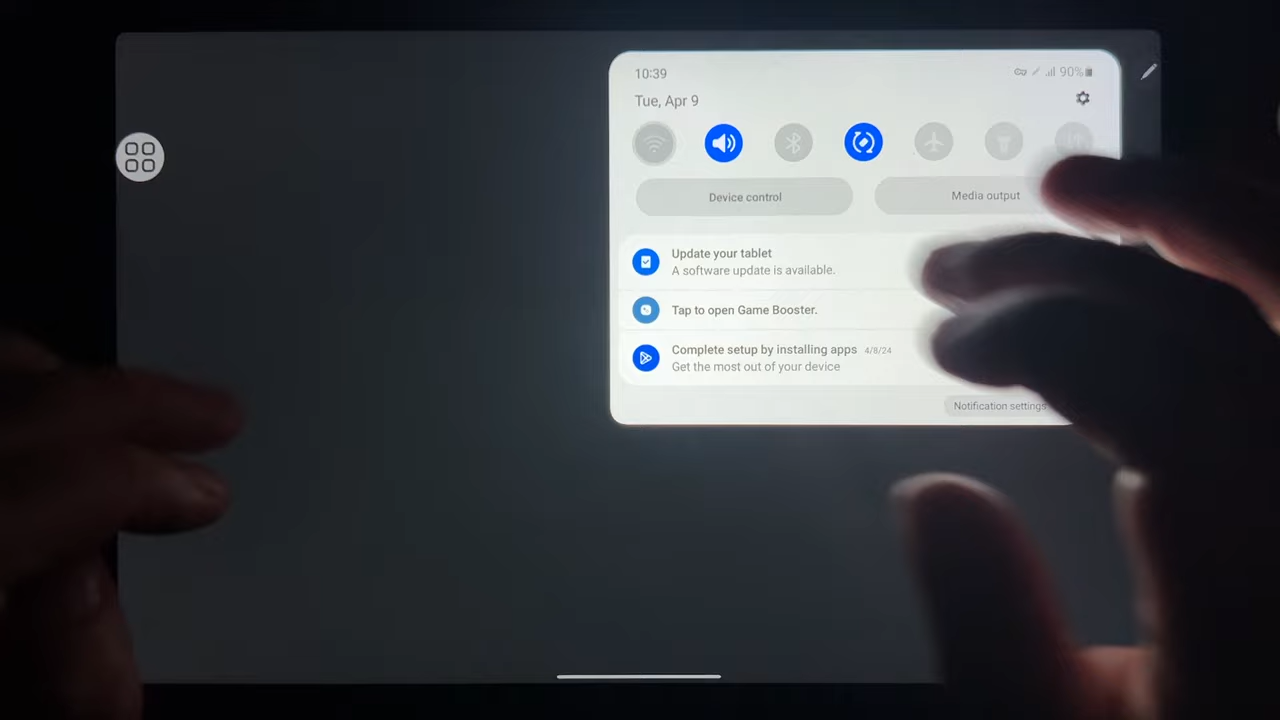 10:39
90%
Tue, Apr 9
Device control
Media output
Update your tablet
A software update is available.
Tap to open Game Booster.
Complete setup by installing apps 4/8/24
Get the most out of your device
Notification settings